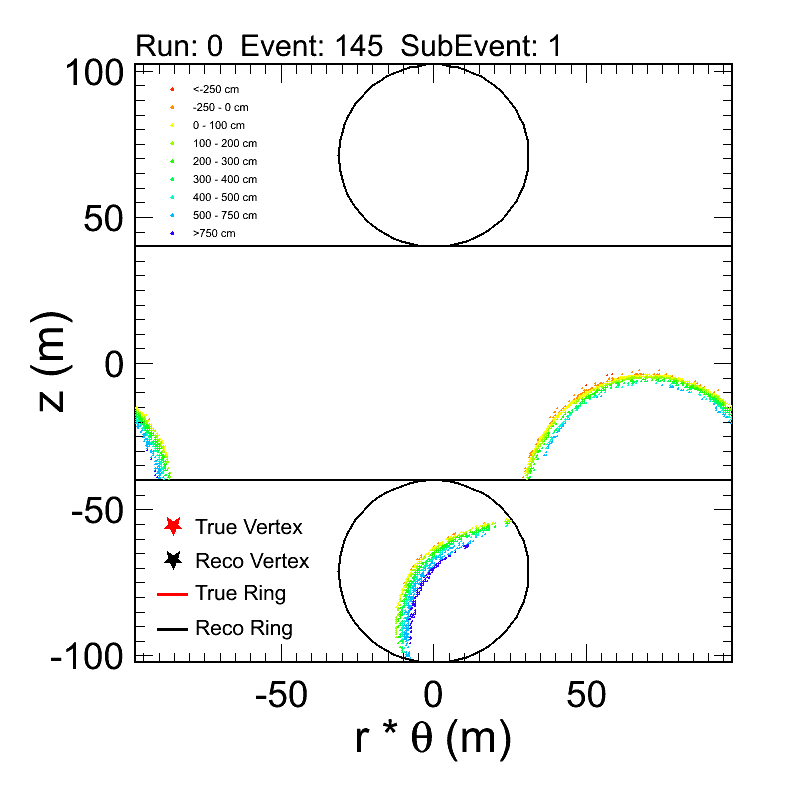 Run: 0 Event: 145 SubEvent: 1
100
<-250 cm
-250 - 0 cm
0 - 100 cm
100 - 200 cm
200 - 300 cm
300 - 400 cm
400 - 500 cm
500 - 750 cm
>750 cm
50
z (m)
0
-50
True Vertex
Reco Vertex
True Ring
Reco Ring
-100
-50 0 50
r * θ (m)